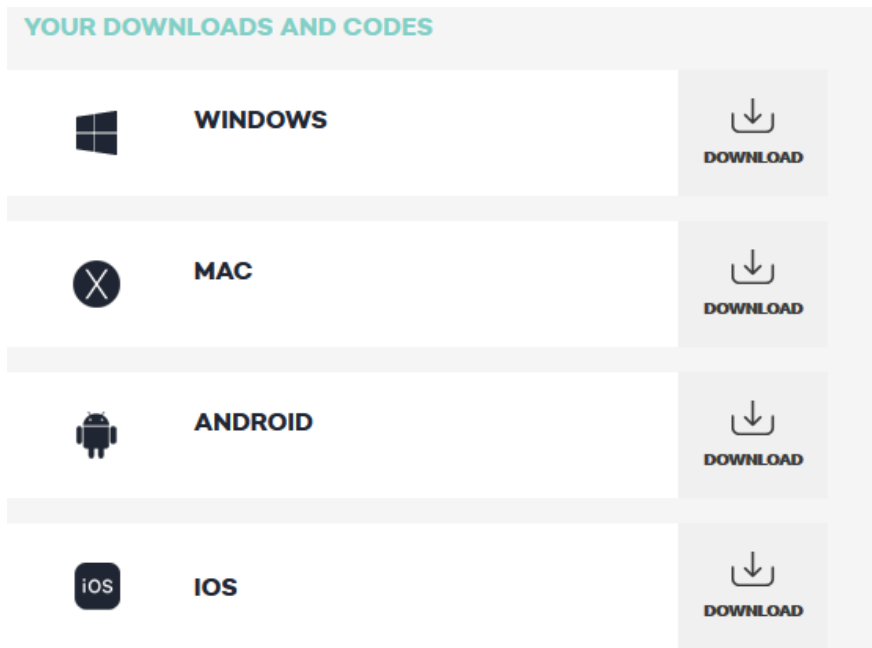 YOUR DOWNLOADS AND CODES
WINDOWS
DOWNLOAD
MAC
DOWNLOAD
ANDROID
DOWNLOAD
iOS
IOS
DOWNLOAD